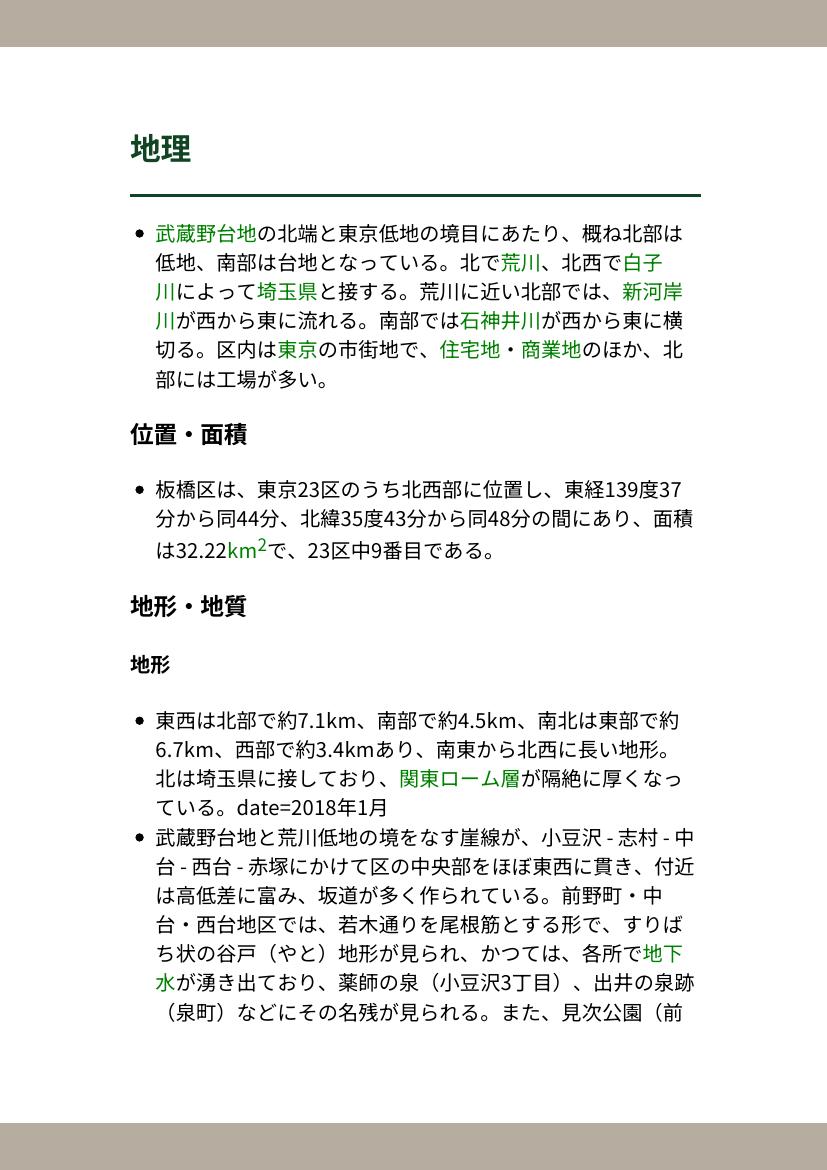 地理
武蔵野台地の北端と東京低地の境目にあたり、概ね北部は
低地、南部は台地となっている。北で荒川、北西で白子
川によって埼玉県と接する。荒川に近い北部では、新河岸
川が西から東に流れる。南部では石神井川が西から東に横
切る。区内は東京の市街地で、住宅地・商業地のほか、北
部には工場が多い。
位置・面積
板橋区は、東京23区のうち北西部に位置し、東経139度37
分から同44分、北緯35度43分から同48分の間にあり、面積
は32.22km2で、23区中9番目である。
地形・地質
地形
東西は北部で約7.1km、南部で約4.5km、南北は東部で約
6.7km、西部で約3.4kmあり、南東から北西に長い地形。
北は埼玉県に接しており、関東ローム層が隔絶に厚くなっ
ている。date=2018年1月
武蔵野台地と荒川低地の境をなす崖線が、小豆沢 - 志村 - 中
台 - 西台 - 赤塚にかけて区の中央部をほぼ東西に貫き、付近
は高低差に富み、坂道が多く作られている。前野町・中
台・西台地区では、若木通りを尾根筋とする形で、すりば
ち状の谷戸（やと）地形が見られ、かつては、各所で地下
水が湧き出ており、薬師の泉（小豆沢3丁目）、出井の泉跡
（泉町）などにその名残が見られる。また、見次公園（前